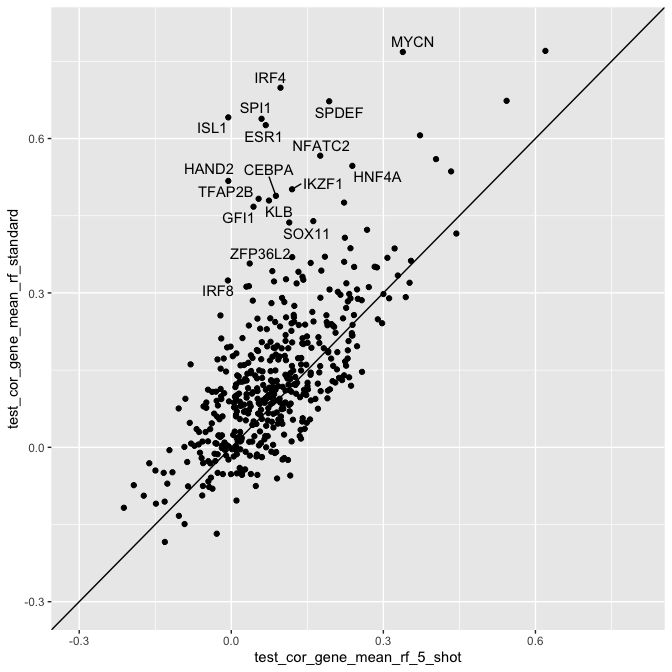 MYCN
IRF4
SPI1
SPDEF
ISL1
ESR1
NFATC2
HAND2
CEBPA
HNF4A
TFAP2B
IKZF1
GFI1
KLB
SOX11
ZFP36L2
IRF8
0.6
0.3
0.0
-0.3
test_cor_gene_mean_rf_standard
-0.3
0.0
0.3
0.6
test_cor_gene_mean_rf_5_shot